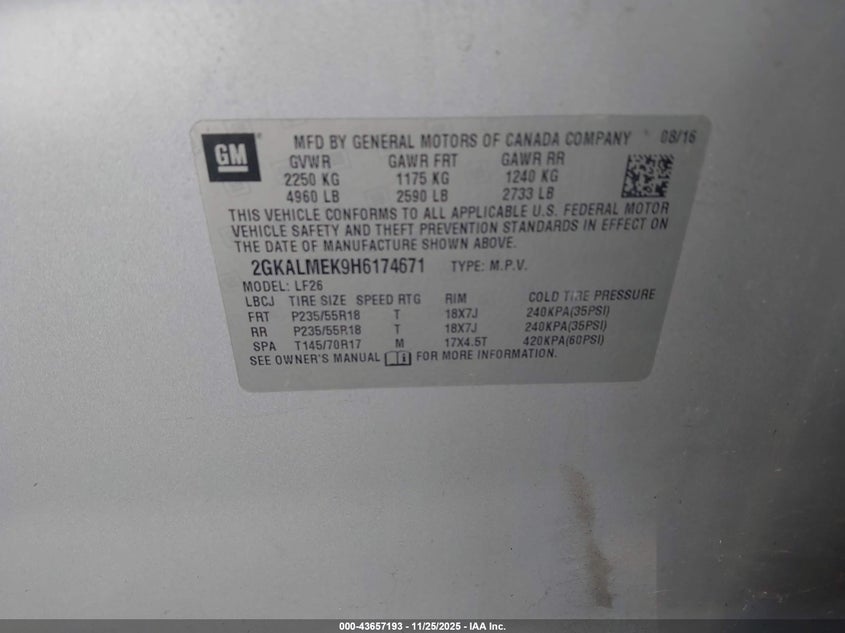 GM
MFD BY GENERAL MOTORS OF CANADA COMPANY 08/16
GVWR GAWR FRT GAWR RR
2250 KG 1175 KG 1240 KG
4960 LB 2590 LB 2733 LB
THIS VEHICLE CONFORMS TO ALL APPLICABLE U.S. FEDERAL MOTOR
VEHICLE SAFETY AND THEFT PREVENTION STANDARDS IN EFFECT ON
THE DATE OF MANUFACTURE SHOWN ABOVE.
2GKALMEK9H6174671 TYPE: M.P.V.
MODEL: LF26
LBCJ TIRE SIZE SPEED RTG RIM COLD TIRE PRESSURE
FRT P235/55R18 T 18X7J 240KPA(35PSI)
RR P235/55R18 T 18X7J 240KPA(35PSI)
SPA T145/70R17 M 17X4.5T 420KPA(60PSI)
SEE OWNER'S MANUAL FOR MORE INFORMATION.
000-43657193 - 11/25/2025 - IAA Inc.